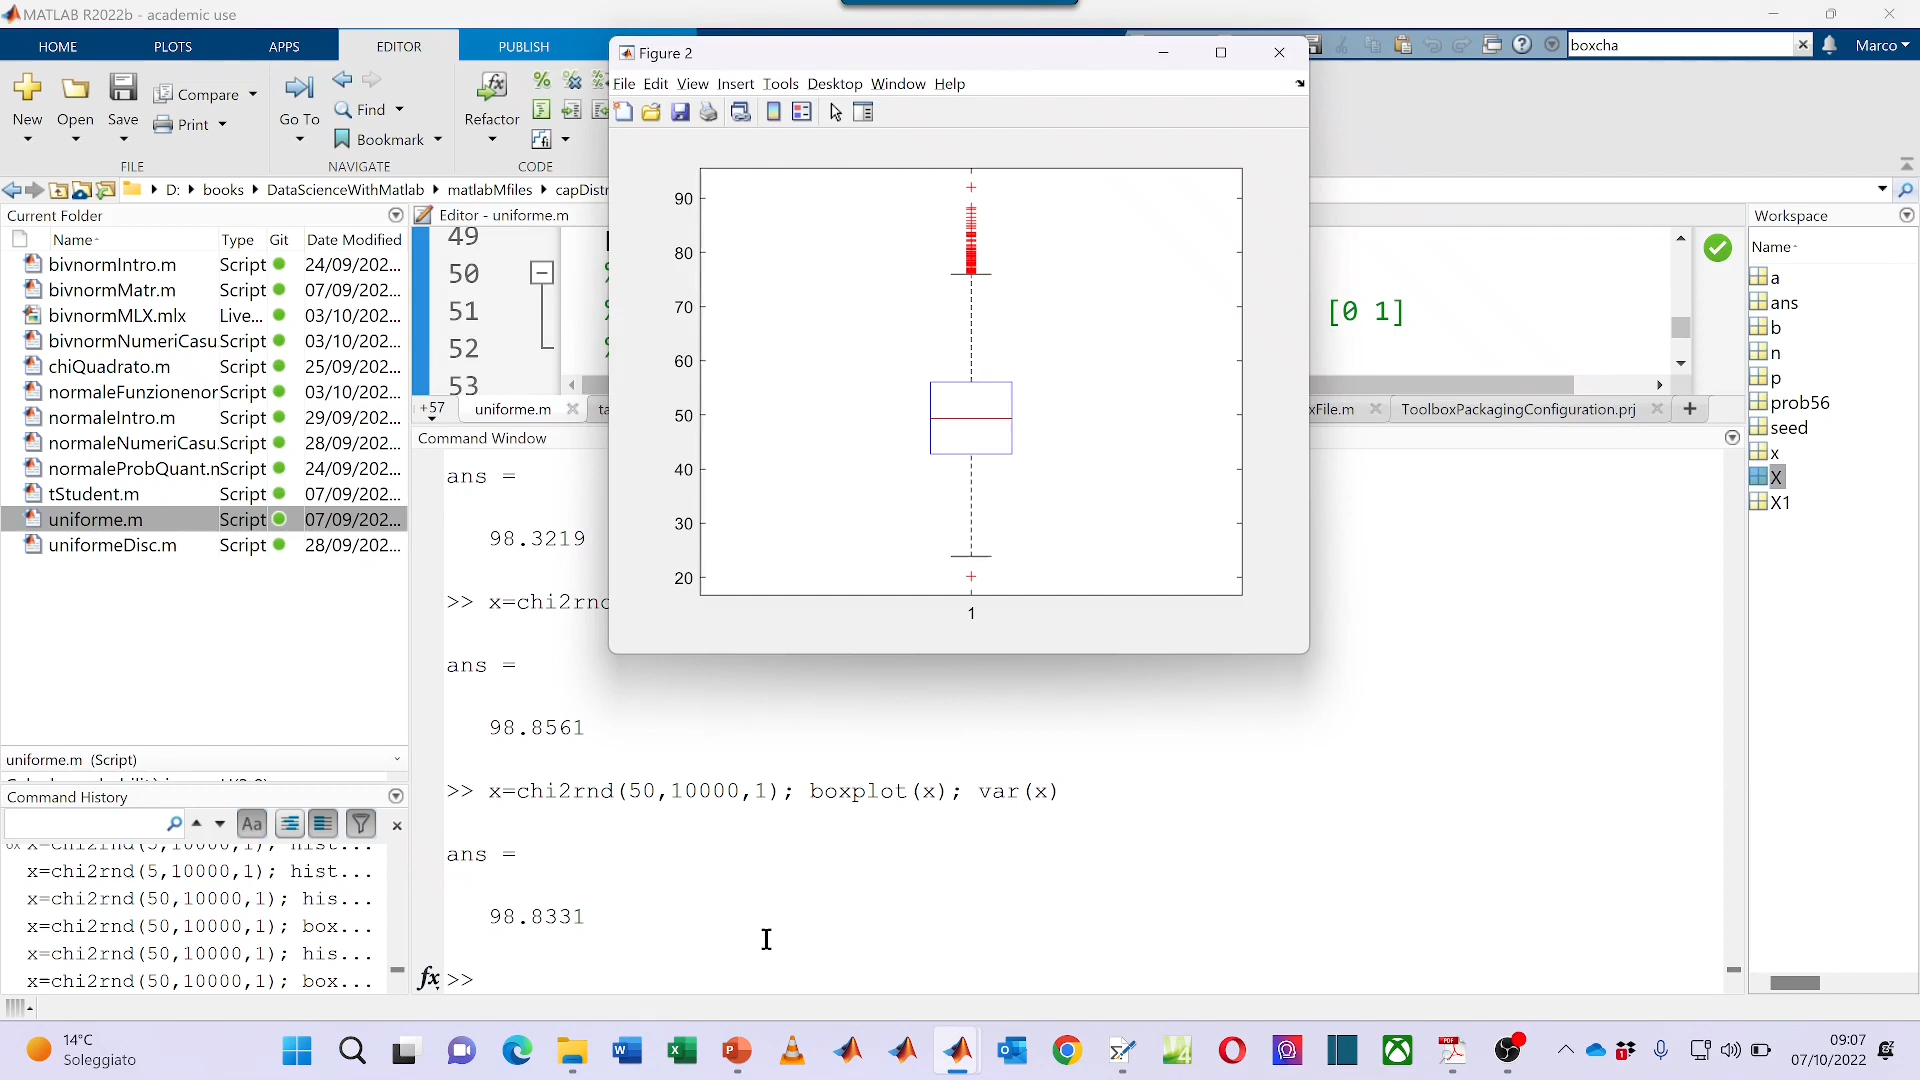 MATLAB R2022b - academic use
HOME PLOTS APPS EDITOR PUBLISH
boxcha
Marco
New
Open
Save
Compare
Print
FILE
Go To
Find
Bookmark
NAVIGATE
Refactor
CODE
D: books DataScienceWithMatlab matlabMfiles
Current Folder
Name Type Git Date Modified
bivnormIntro.m Script 24/09/202...
bivnormMatr.m Script 07/09/202...
bivnormMLX.mlx Live... 03/10/202...
bivnormNumeriCasu Script 03/10/202...
chiQuadrato.m Script 25/09/202...
normaleFunzionenor Script 03/10/202...
normaleIntro.m Script 29/09/202...
normaleNumeriCasu Script 28/09/202...
normaleProbQuant.n Script 24/09/202...
tStudent.m Script 07/09/202...
uniforme.m Script 07/09/202...
uniformeDisc.m Script 28/09/202...
uniforme.m (Script)
Command History
Aa
x=chi2rnd(5,10000,1); hist...
x=chi2rnd(50,10000,1); his...
x=chi2rnd(50,10000,1); box...
x=chi2rnd(50,10000,1); his...
x=chi2rnd(50,10000,1); box...
Editor - uniforme.m
49
50
51
52
53
[0 1]
+57
uniforme.m
xFile.m
ToolboxPackagingConfiguration.prj
Command Window
ans =
98.3219
>> x=chi2rnd
ans =
98.8561
>> x=chi2rnd(50,10000,1); boxplot(x); var(x)
ans =
98.8331
fx >>
Figure 2
File Edit View Insert Tools Desktop Window Help
90
80
70
60
50
40
30
20
1
Workspace
Name
a
ans
b
n
p
prob56
seed
x
X
X1
14°C
Soleggiato
09:07
07/10/2022